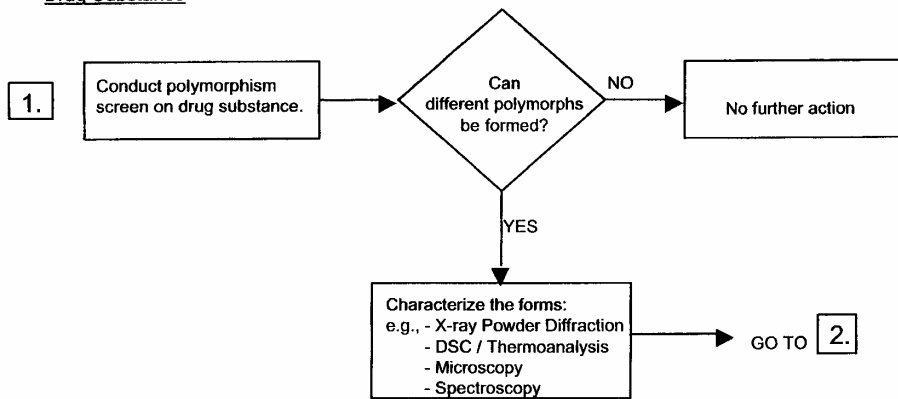 Drug Substance
1.
Conduct polymorphism
screen on drug substance.
Can
different polymorphs
be formed?
NO
No further action
YES
Characterize the forms:
e.g., - X-ray Powder Diffraction
- DSC / Thermoanalysis
- Microscopy
- Spectroscopy
GO TO 2.